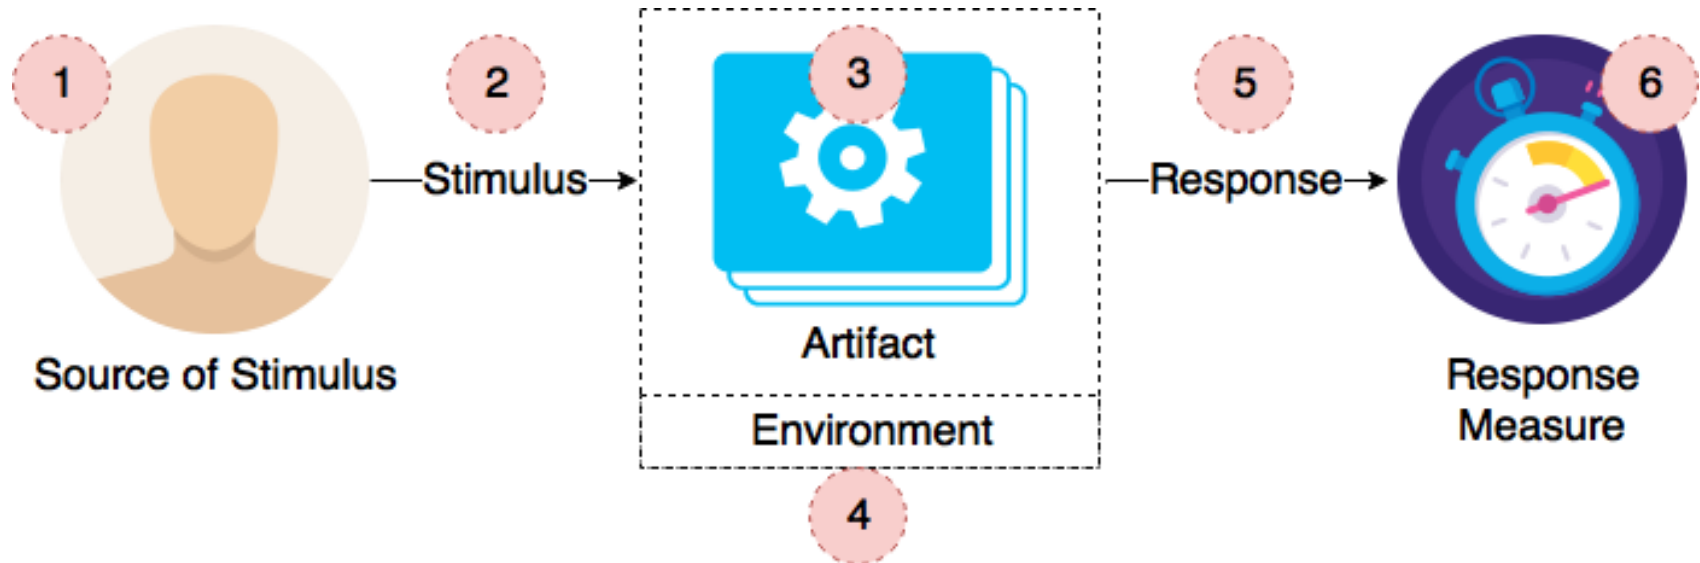 1
Source of Stimulus
2
Stimulus
3
Artifact
Environment
4
5
Response
6
Response
Measure